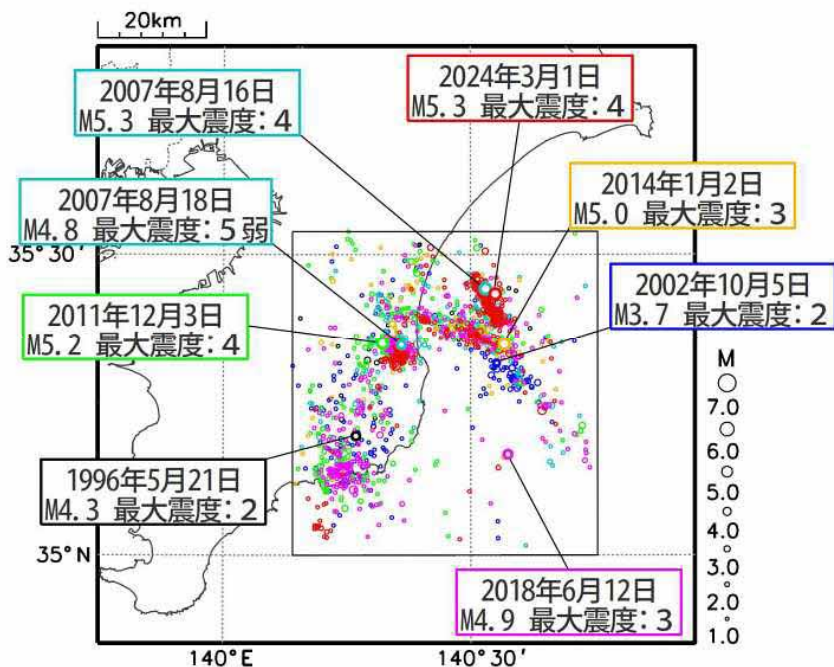 20km
2007年8月16日
M5.3 最大震度:4
2024年3月1日
M5.3 最大震度:4
2007年8月18日
M4.8 最大震度:5弱
2014年1月2日
M5.0 最大震度:3
35°30′
2011年12月3日
M5.2 最大震度:4
2002年10月5日
M3.7 最大震度:2
M
7.0
6.0
5.0
4.0
3.0
2.0
1.0
1996年5月21日
M4.3 最大震度:2
35°N
2018年6月12日
M4.9 最大震度:3
140°E
140°30′